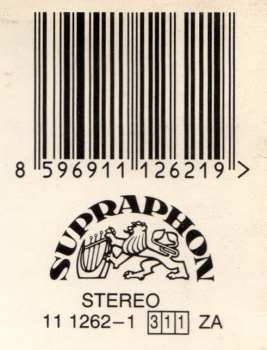 8 596911 126219 >
SUPRAPHON
STEREO
11 1262-1 311 ZA